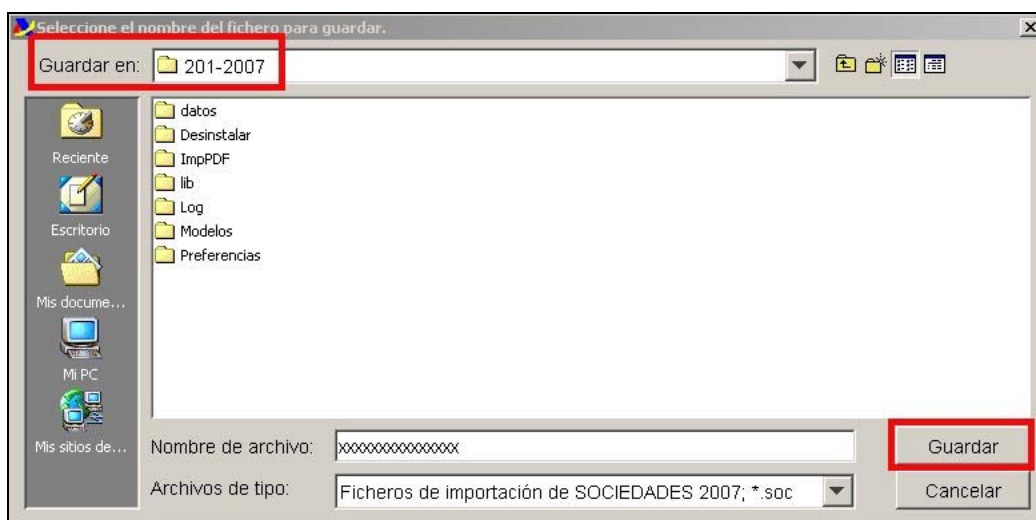 Seleccione el nombre del fichero para guardar.
Guardar en: 201-2007
datos
Desinstalar
ImpPDF
lib
Log
Modelos
Preferencias
Reciente
Escritorio
Mis docume...
Mi PC
Mis sitios de...
Nombre de archivo: xxxxxxxxxxxxxxx
Guardar
Archivos de tipo: Ficheros de importación de SOCIEDADES 2007; *.soc
Cancelar